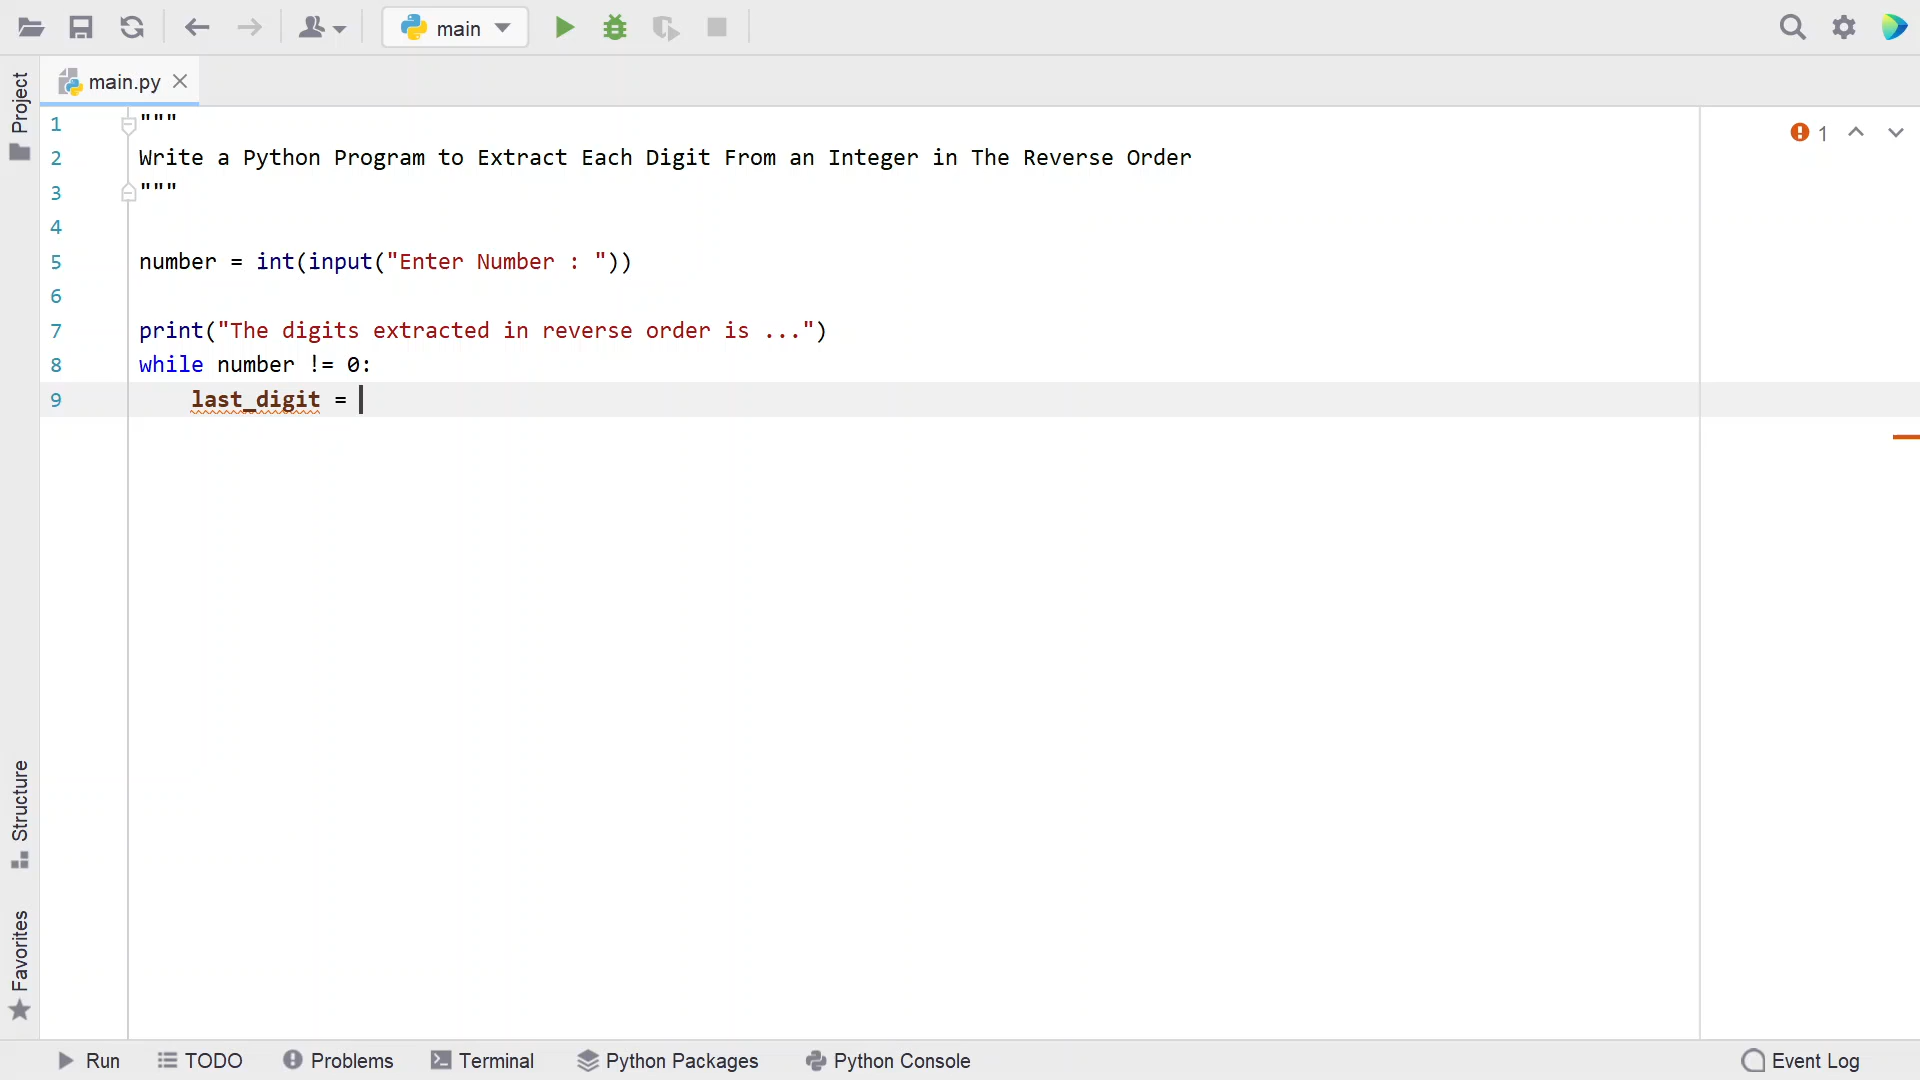 main
main.py
Project
1 """
2 Write a Python Program to Extract Each Digit From an Integer in The Reverse Order
3 """
4
5 number = int(input("Enter Number : "))
6
7 print("The digits extracted in reverse order is ...")
8 while number != 0:
9     last_digit =
1
Structure
Favorites
Run TODO Problems Terminal Python Packages Python Console Event Log